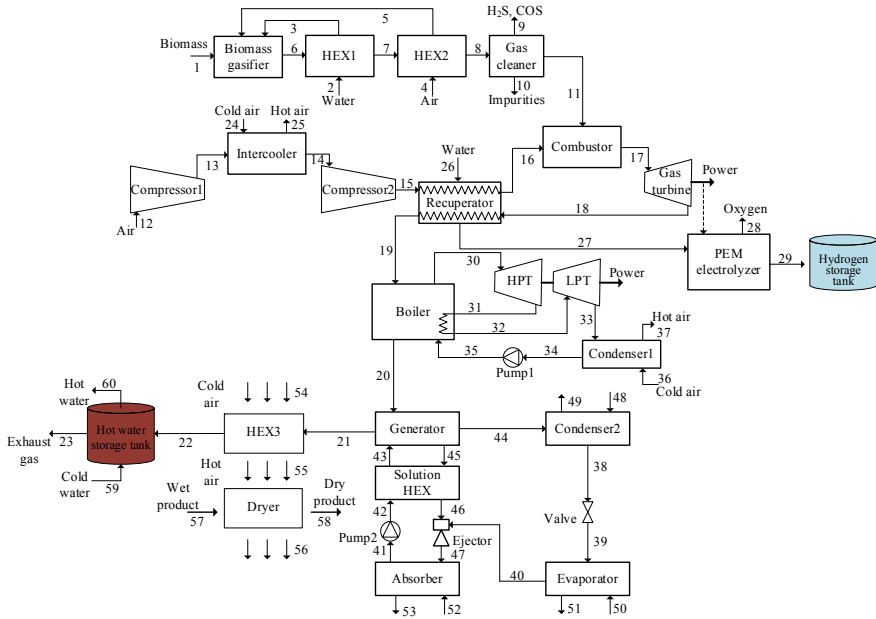 H₂S, COS
5
9
3
Biomass
Biomass
gasifier
6
HEX1
7
HEX2
8
Gas
cleaner
1
2
4
10
Water
Air
Impurities
11
Cold air
Hot air
24
25
Intercooler
13
14
Water
26
16
Combustor
17
Compressor1
Compressor2
15
Recuperator
Gas
turbine
Power
12
Air
18
Oxygen
28
19
27
30
PEM
electrolyzer
29
Hydrogen
storage
tank
HPT
LPT
Power
Boiler
31
32
33
Hot air
37
35
34
Condenser1
Pump1
36
Cold air
20
Hot
water
60
Cold
air
54
49
48
Exhaust
gas
23
Hot water
storage tank
22
HEX3
21
Generator
44
Condenser2
43
45
Hot
air
55
Solution
HEX
38
Cold
water
59
Wet
product
57
Dryer
Dry
product
58
42
46
Valve
Pump2
Ejector
41
47
39
56
Absorber
40
Evaporator
53
52
51
50